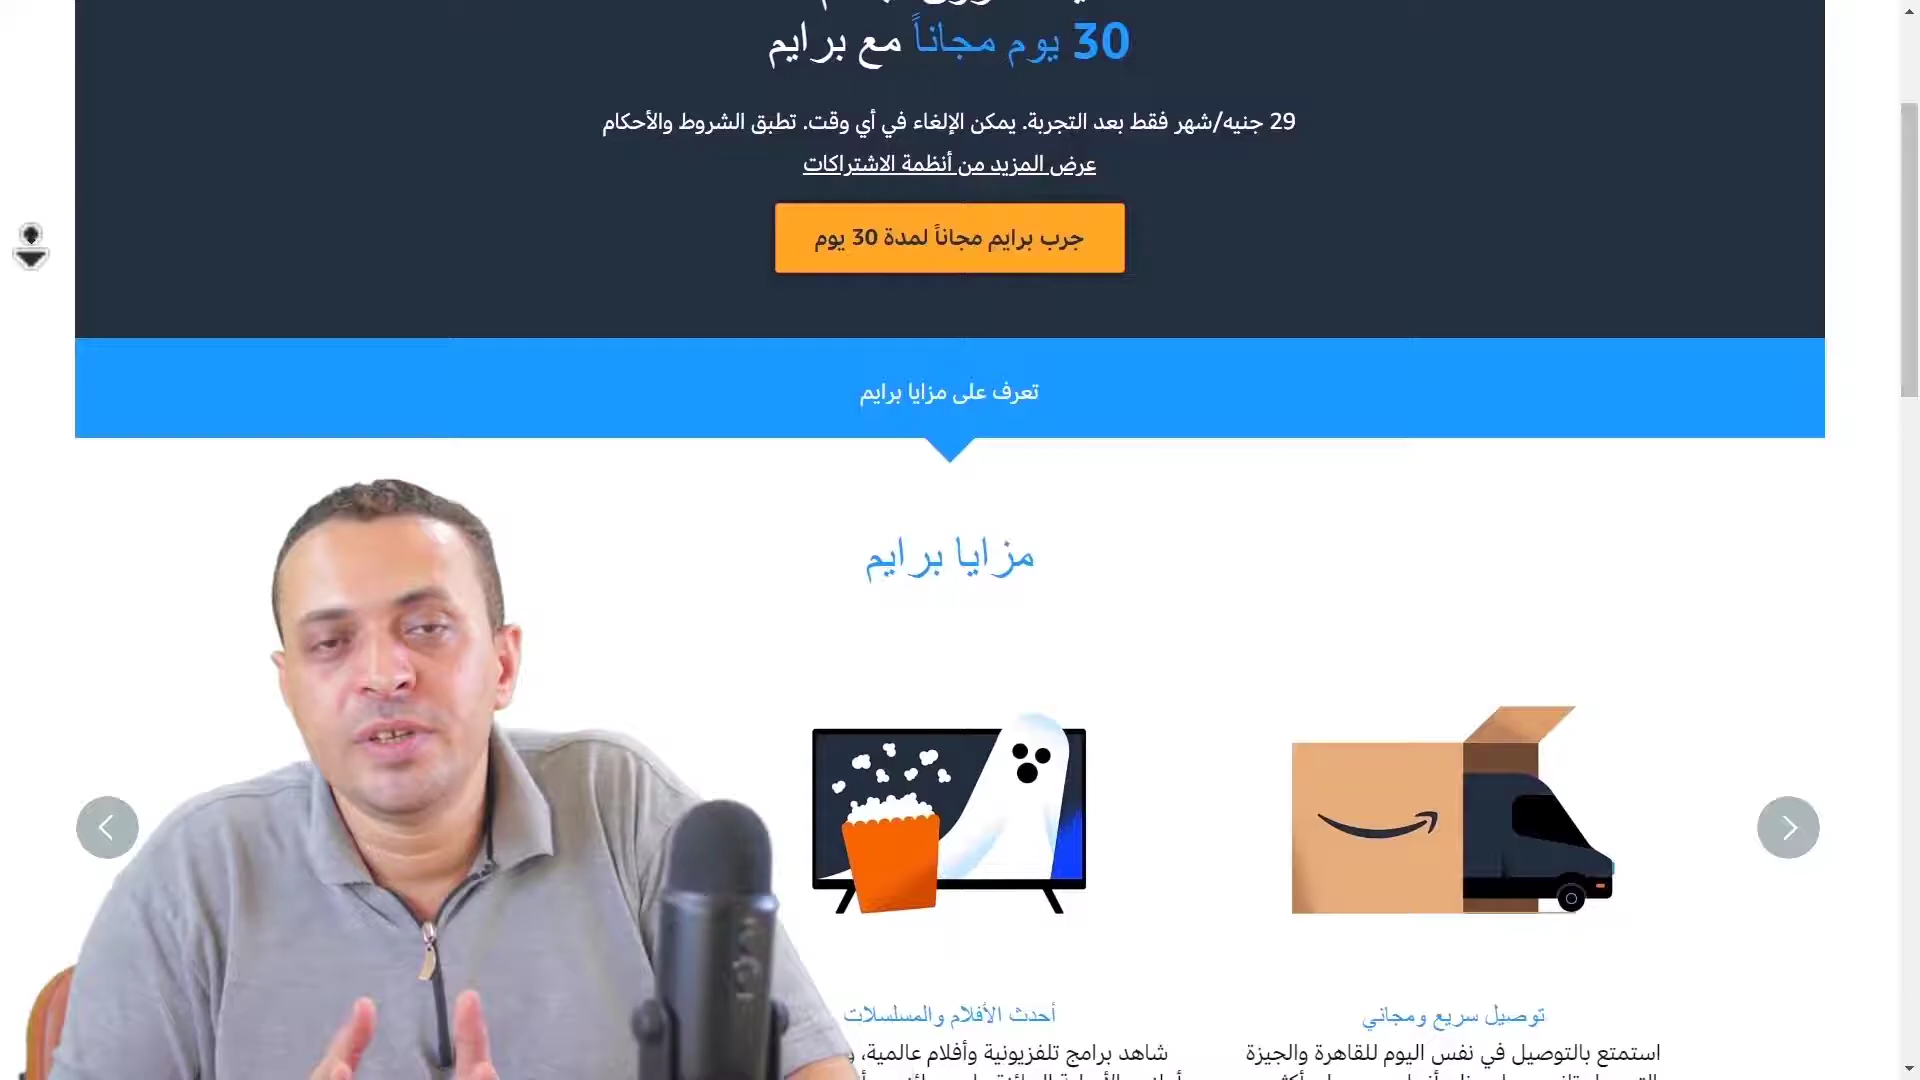 30 يوم مجاناً مع برايم
29 جنيه/شهر فقط بعد التجربة. يمكن الإلغاء في أي وقت. تطبق الشروط والأحكام
عرض المزيد من أنظمة الاشتراكات
جرب برايم مجاناً لمدة 30 يوم
تعرف على مزايا برايم
مزايا برايم
توصيل سريع ومجاني
استمتع بالتوصيل في نفس اليوم للقاهرة والجيزة
أحدث الأفلام والمسلسلات
شاهد برامج تلفزيونية وأفلام عالمية،